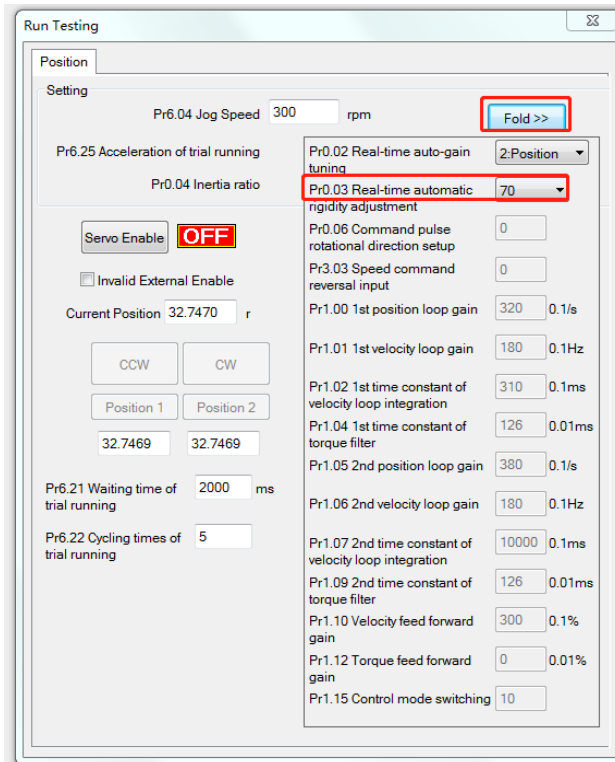 Run Testing
Position
Setting
Pr6.04 Jog Speed 300 rpm
Fold >>
Pr6.25 Acceleration of trial running
Pr0.04 Inertia ratio
Servo Enable OFF
Invalid External Enable
Current Position 32.7470 r
CCW CW
Position 1 Position 2
32.7469 32.7469
Pr6.21 Waiting time of 2000 ms
trial running
Pr6.22 Cycling times of 5
trial running
Pr0.02 Real-time auto-gain 2:Position
tuning
Pr0.03 Real-time automatic 70
rigidity adjustment
Pr0.06 Command pulse 0
rotational direction setup
Pr3.03 Speed command 0
reversal input
Pr1.00 1st position loop gain 320 0.1/s
Pr1.01 1st velocity loop gain 180 0.1Hz
Pr1.02 1st time constant of 310 0.1ms
velocity loop integration
Pr1.04 1st time constant of 126 0.01ms
torque filter
Pr1.05 2nd position loop gain 380 0.1/s
Pr1.06 2nd velocity loop gain 180 0.1Hz
Pr1.07 2nd time constant of 10000 0.1ms
velocity loop integration
Pr1.09 2nd time constant of 126 0.01ms
torque filter
Pr1.10 Velocity feed forward 300 0.1%
gain
Pr1.12 Torque feed forward 0 0.01%
gain
Pr1.15 Control mode switching 10